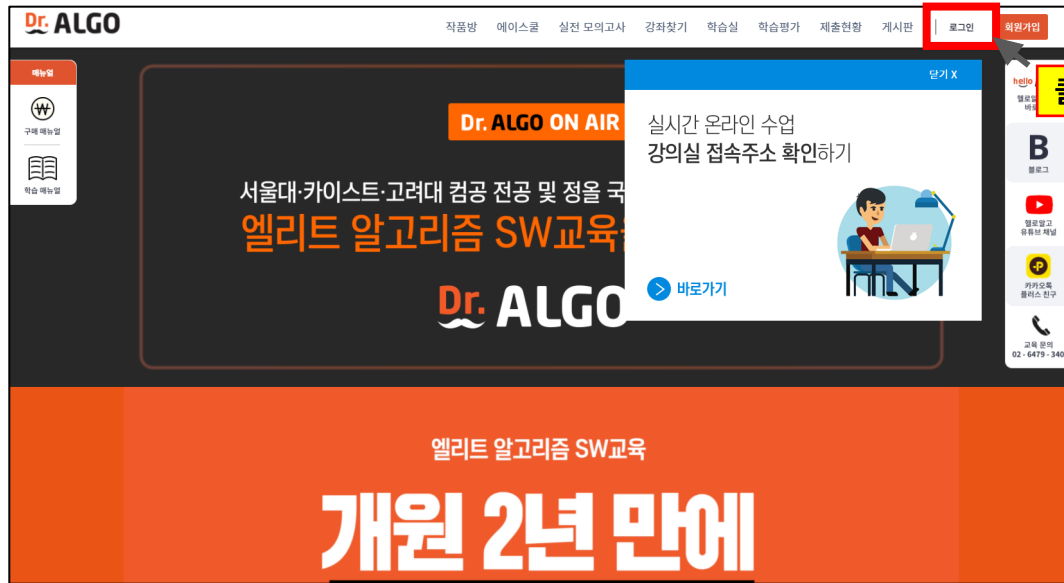 Dr. ALGO
작품방 에이스쿨 실전 모의고사 강좌찾기 학습실 학습평가 제출현황 게시판 로그인 회원가입
매뉴얼
구매 매뉴얼
학습 매뉴얼
Dr. ALGO ON AIR
서울대·카이스트·고려대 컴공 전공 및 정올
엘리트 알고리즘 SW교육
Dr. ALGO
닫기 X
실시간 온라인 수업
강의실 접속주소 확인하기
바로가기
hello
B
블로그
헬로알고
유튜브 채널
카카오톡
플러스 친구
교육 문의
02 - 6479 - 340
엘리트 알고리즘 SW교육
개원 2년 만에